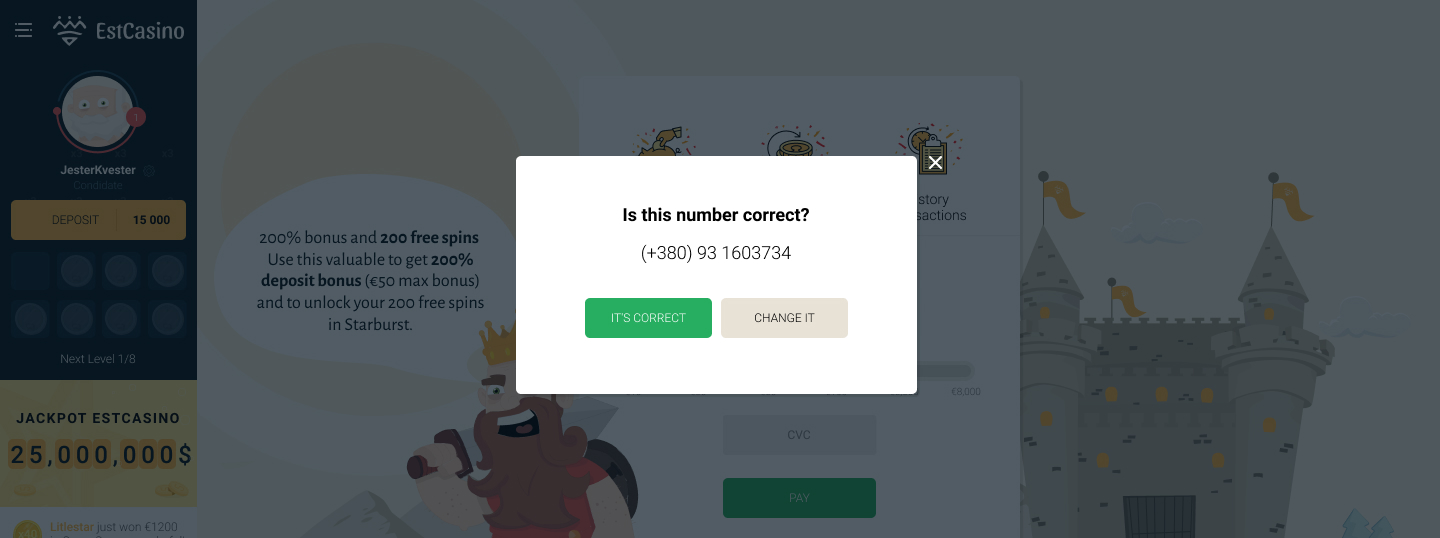 EstCasino
1
JesterKvester
Candidate
DEPOSIT 15 000
Next Level 1/8
JACKPOT ESTCASINO
25,000,000$
Litlestar just won €1200
200% bonus and 200 free spins
Use this valuable to get 200%
deposit bonus (€50 max bonus)
and to unlock your 200 free spins
in Starburst.
Is this number correct?
(+380) 93 1603734
IT'S CORRECT CHANGE IT
story
sactions
€8,000
CVC
PAY